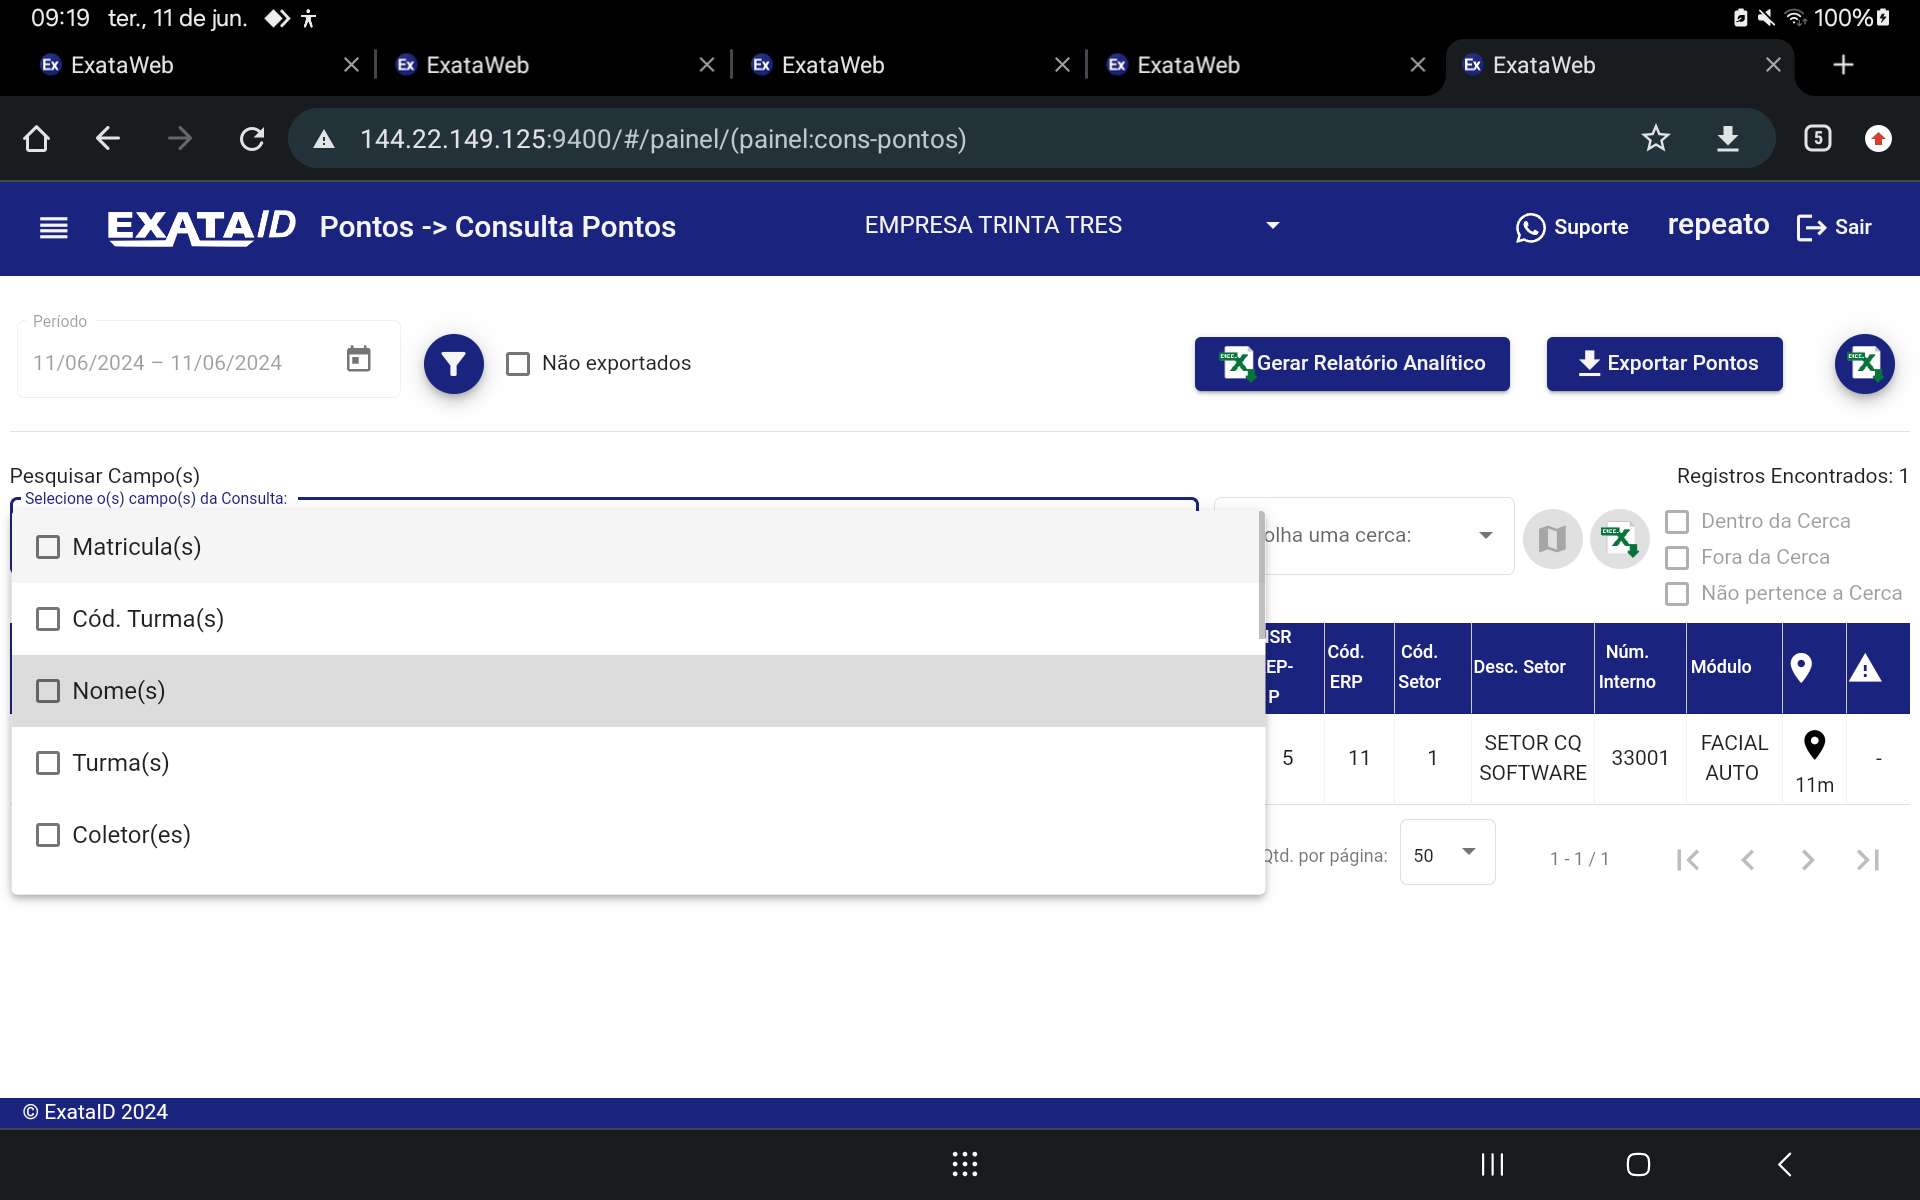 09:19 ter., 11 de jun. 100%
Ex ExataWeb Ex ExataWeb Ex ExataWeb Ex ExataWeb Ex ExataWeb
144.22.149.125:9400/#/painel/(painel:cons-pontos) 5
EXATAID Pontos -> Consulta Pontos EMPRESA TRINTA TRES Suporte repeato Sair
Período
11/06/2024 – 11/06/2024 Não exportados Gerar Relatório Analítico Exportar Pontos
Pesquisar Campo(s) Registros Encontrados: 1
Selecione o(s) campo(s) da Consulta:
olha uma cerca: Dentro da Cerca
Fora da Cerca
Não pertence a Cerca
Matricula(s)
Cód. Turma(s)
Nome(s)
Turma(s)
Coletor(es)
SR
EP-
P
Cód.
ERP
Cód.
Setor
Desc. Setor
Núm.
Interno
Módulo
5 11 1 SETOR CQ SOFTWARE 33001 FACIAL AUTO 11m -
Qtd. por página: 50 1 - 1 / 1
© ExataID 2024